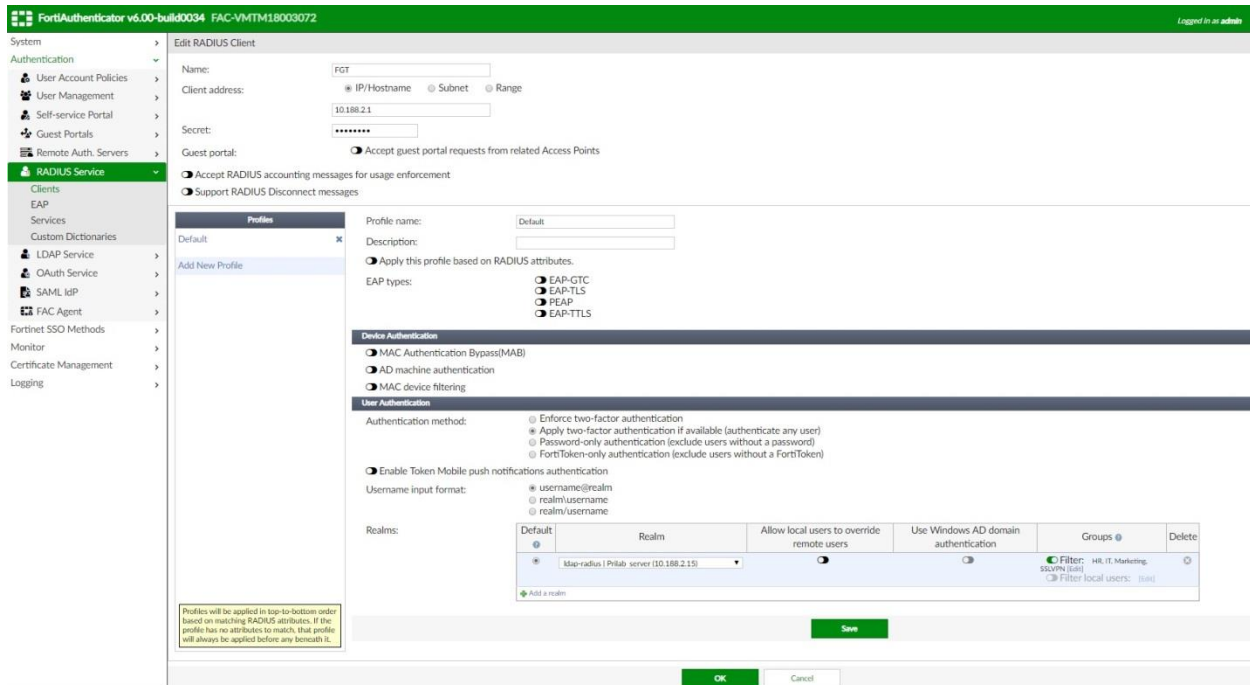 FortiAuthenticator v6.00-build0034 FAC-VMTM18003072
Logged in as admin
System
Authentication
User Account Policies
User Management
Self-service Portal
Guest Portals
Remote Auth. Servers
RADIUS Service
Clients
EAP
Services
Custom Dictionaries
LDAP Service
OAuth Service
SAML IdP
FAC Agent
Fortinet SSO Methods
Monitor
Certificate Management
Logging
Edit RADIUS Client
Name: FGT
Client address: IP/Hostname Subnet Range
10.188.2.1
Secret: ••••••••
Guest portal: Accept guest portal requests from related Access Points
Accept RADIUS accounting messages for usage enforcement
Support RADIUS Disconnect messages
Profiles
Default
Add New Profile
Profiles will be applied in top-to-bottom order
based on matching RADIUS attributes. If the
profile has no attributes to match, that profile
will always be applied before any beneath it.
Profile name: Default
Description:
Apply this profile based on RADIUS attributes.
EAP types: EAP-GTC
EAP-TLS
PEAP
EAP-TTLS
Device Authentication
MAC Authentication Bypass(MAB)
AD machine authentication
MAC device filtering
User Authentication
Authentication method: Enforce two-factor authentication
Apply two-factor authentication if available (authenticate any user)
Password-only authentication (exclude users without a password)
FortiToken-only authentication (exclude users without a FortiToken)
Enable Token Mobile push notifications authentication
Username input format: username@realm
realm\username
realm/username
Realms:
Default Realm Allow local users to override remote users Use Windows AD domain authentication Groups Delete
ldap-radius | Prilab server (10.188.2.15) Filter: HR, IT, Marketing,
SSLVPN [Edit]
Filter local users: [Edit]
Add a realm
Save
OK Cancel